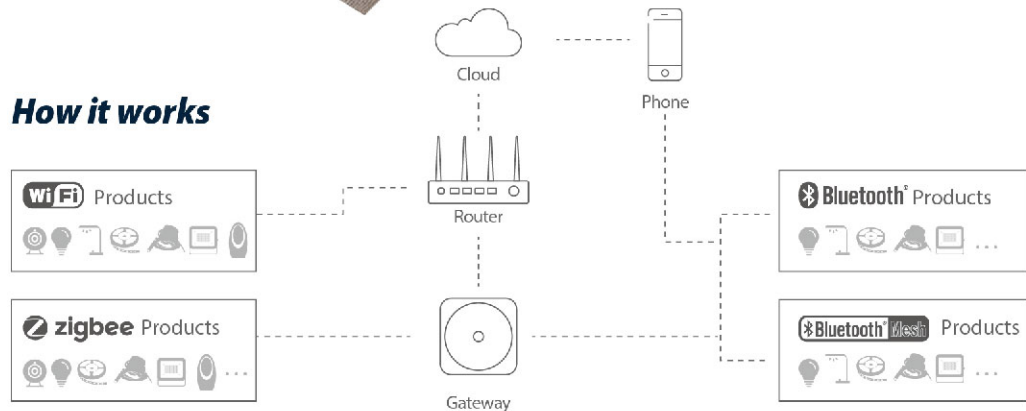 Cloud
Phone
How it works
WiFi Products
Router
Bluetooth® Products
zigbee Products
Bluetooth® Mesh Products
Gateway